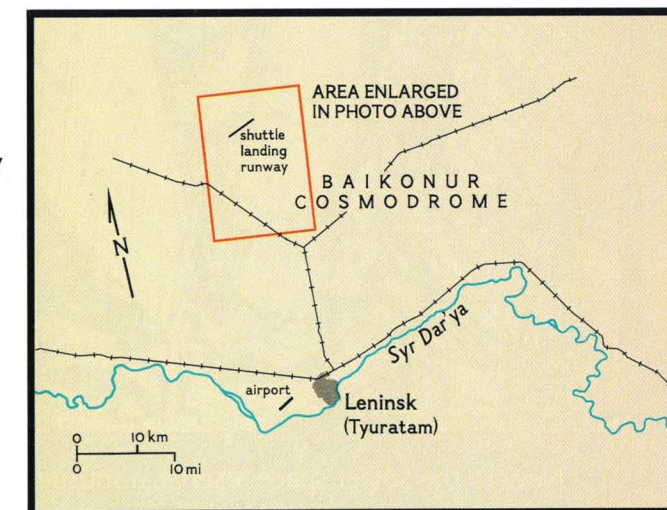 AREA ENLARGED
IN PHOTO ABOVE
shuttle
landing
runway
BAIKONUR
COSMODROME
N
Syr Dar'ya
airport
Leninsk
(Tyuratam)
0 10 km
0 10 mi